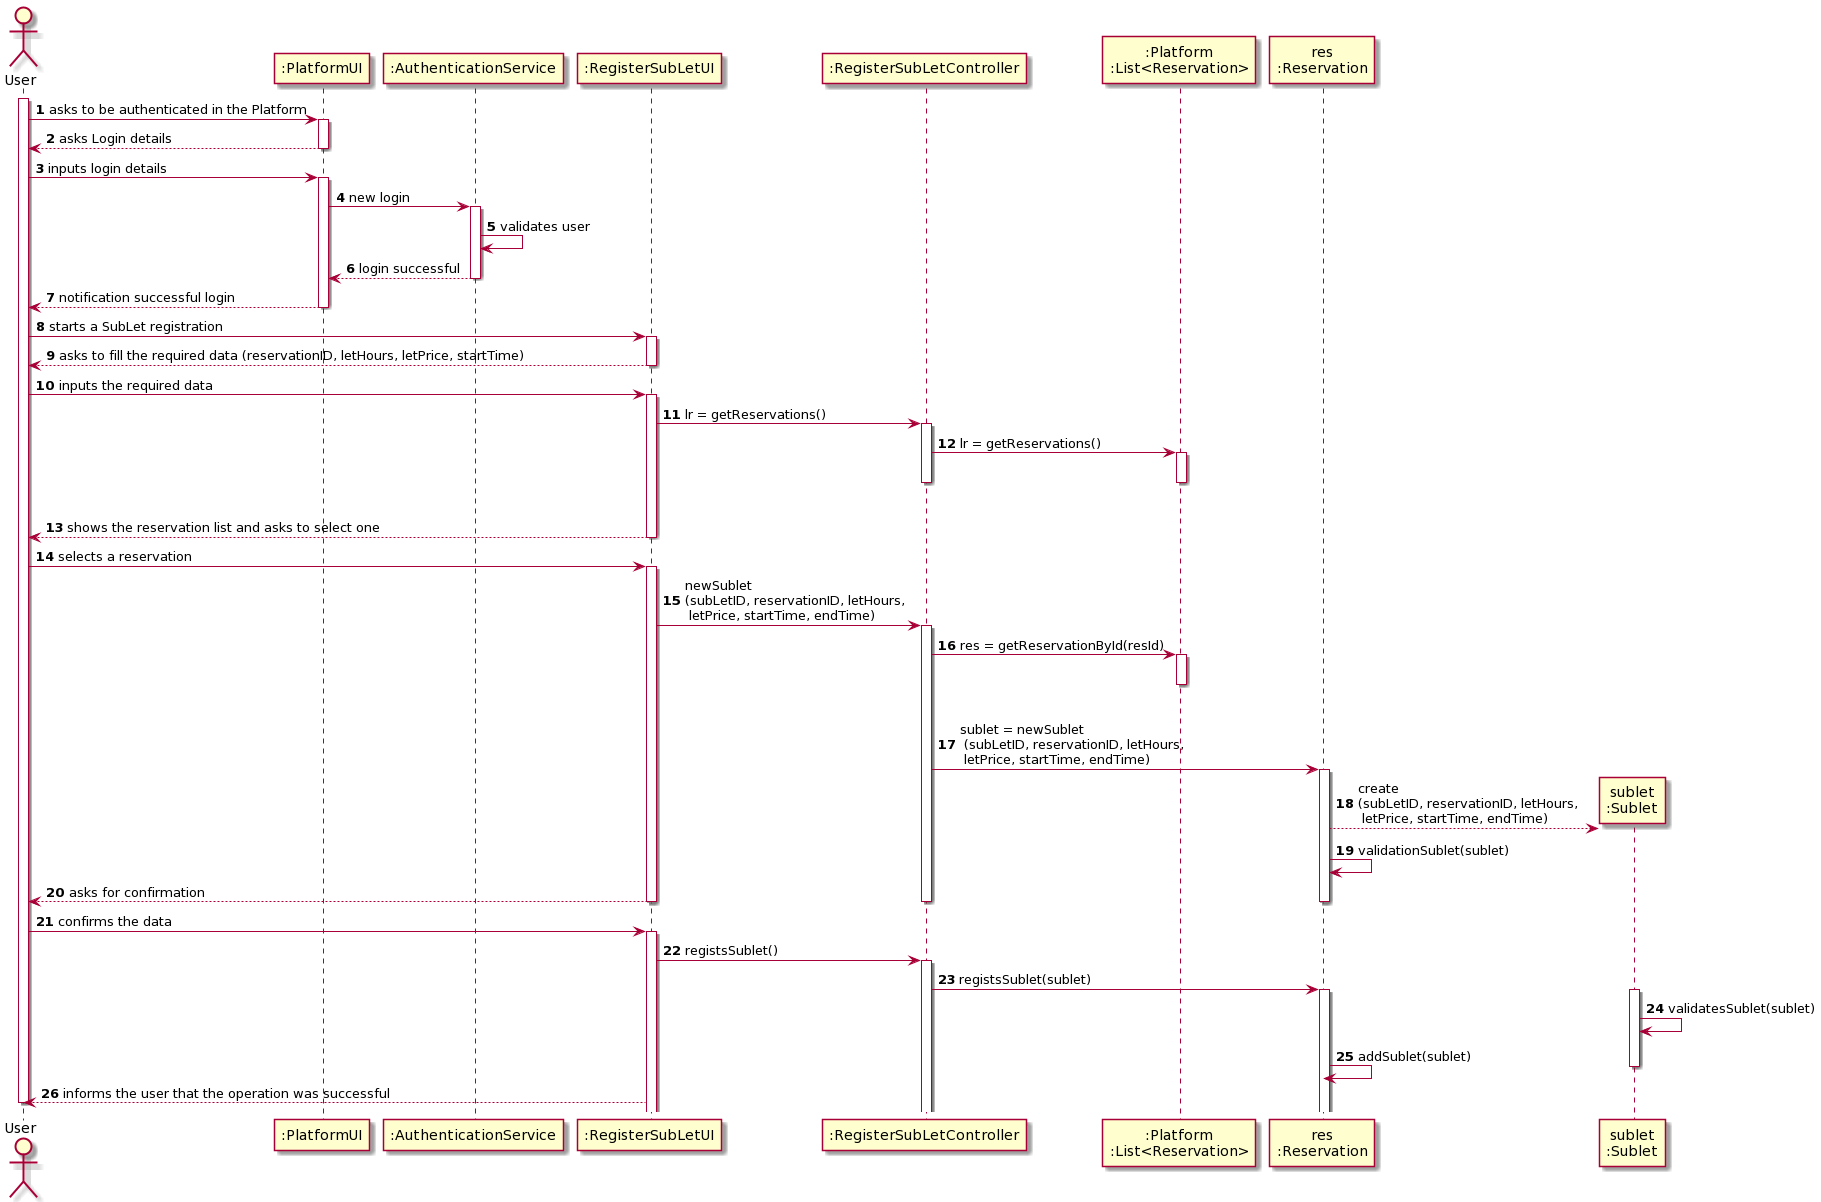 User
:PlatformUI
:AuthenticationService
:RegisterSubLetUI
:RegisterSubLetController
:Platform
:List<Reservation>
res
:Reservation
1 asks to be authenticated in the Platform
2 asks Login details
3 inputs login details
4 new login
5 validates user
6 login successful
7 notification successful login
8 starts a SubLet registration
9 asks to fill the required data (reservationID, letHours, letPrice, startTime)
10 inputs the required data
11 lr = getReservations()
12 lr = getReservations()
13 shows the reservation list and asks to select one
14 selects a reservation
newSublet
15 (subLetID, reservationID, letHours,
letPrice, startTime, endTime)
16 res = getReservationById(resId)
sublet = newSublet
17 (subLetID, reservationID, letHours,
letPrice, startTime, endTime)
create
18 (subLetID, reservationID, letHours,
letPrice, startTime, endTime)
sublet
:Sublet
19 validationSublet(sublet)
20 asks for confirmation
21 confirms the data
22 registsSublet()
23 registsSublet(sublet)
24 validatesSublet(sublet)
25 addSublet(sublet)
26 informs the user that the operation was successful
User
:PlatformUI
:AuthenticationService
:RegisterSubLetUI
:RegisterSubLetController
:Platform
:List<Reservation>
res
:Reservation
sublet
:Sublet